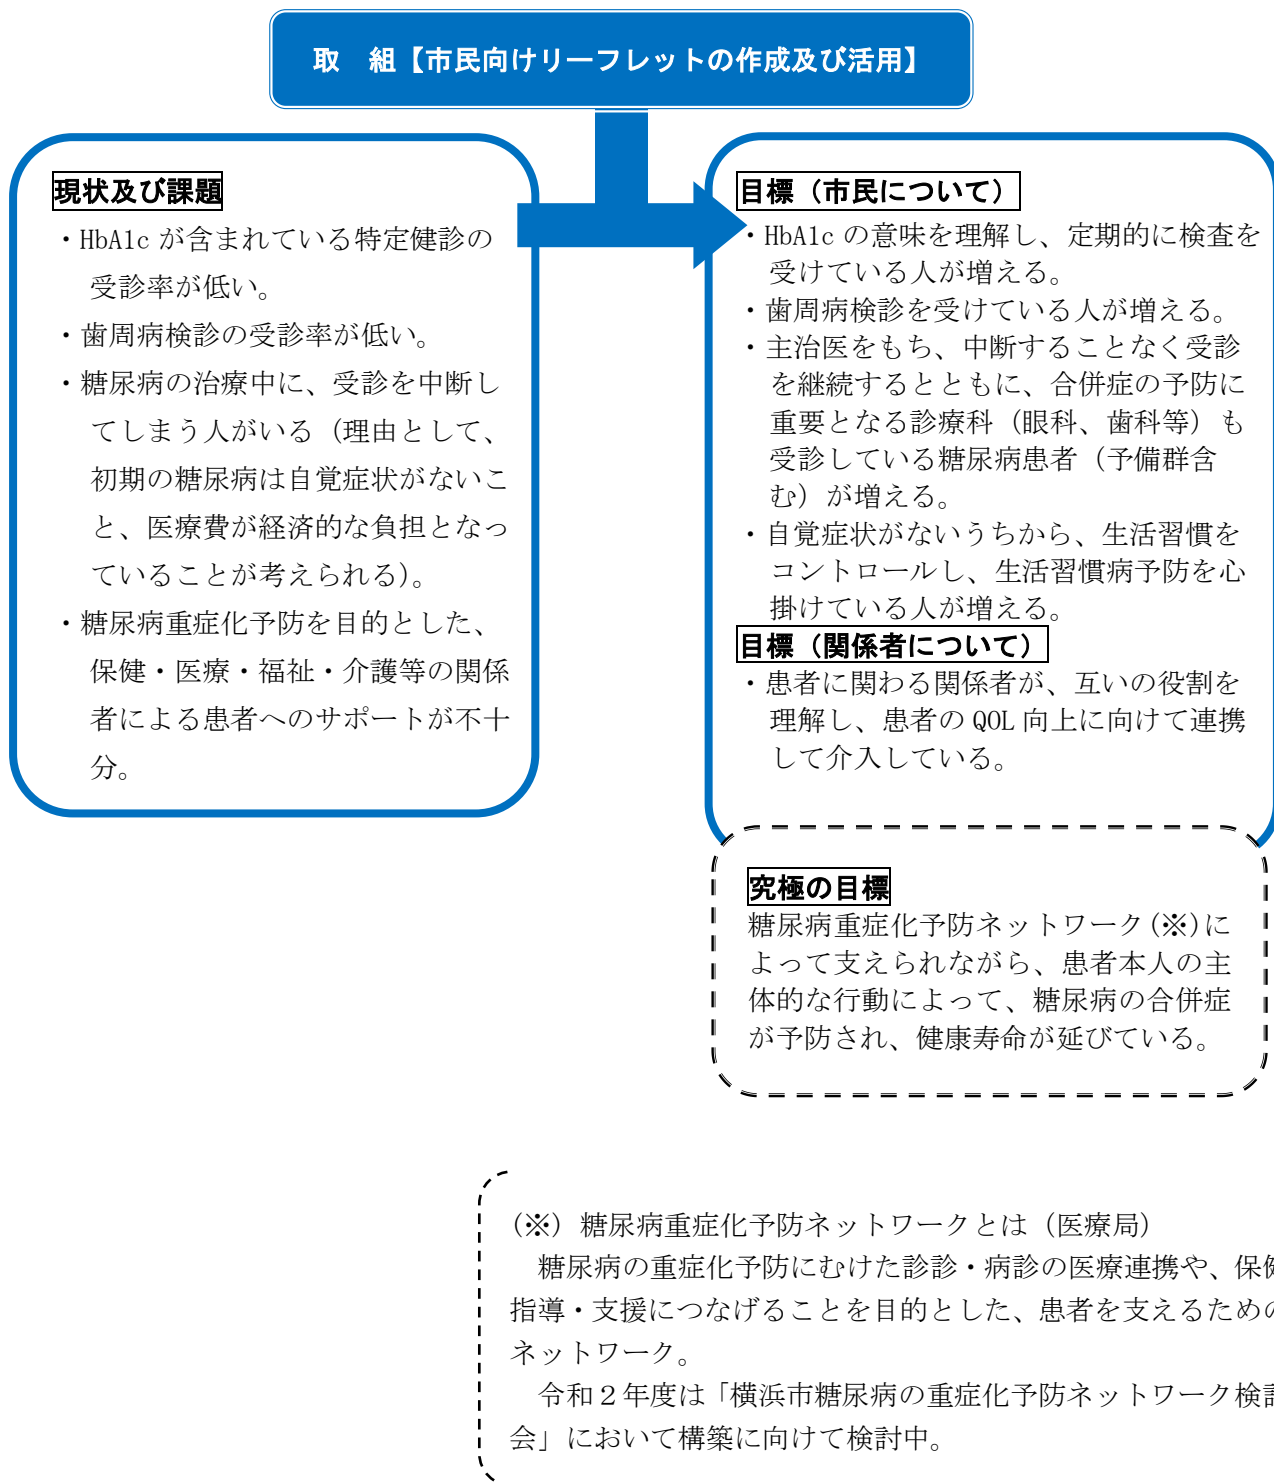 取　組【市民向けリーフレットの作成及び活用】
現状及び課題
・HbA1c が含まれている特定健診の
受診率が低い。
・歯周病検診の受診率が低い。
・糖尿病の治療中に、受診を中断し
てしまう人がいる（理由として、
初期の糖尿病は自覚症状がないこ
と、医療費が経済的な負担となっ
ていることが考えられる）。
・糖尿病重症化予防を目的とした、
保健・医療・福祉・介護等の関係
者による患者へのサポートが不十
分。
目標（市民について）
・HbA1c の意味を理解し、定期的に検査を
受けている人が増える。
・歯周病検診を受けている人が増える。
・主治医をもち、中断することなく受診
を継続するとともに、合併症の予防に
重要となる診療科（眼科、歯科等）も
受診している糖尿病患者（予備群含
む）が増える。
・自覚症状がないうちから、生活習慣を
コントロールし、生活習慣病予防を心
掛けている人が増える。
目標（関係者について）
・患者に関わる関係者が、互いの役割を
理解し、患者の QOL 向上に向けて連携
して介入している。
究極の目標
糖尿病重症化予防ネットワーク(※)に
よって支えられながら、患者本人の主
体的な行動によって、糖尿病の合併症
が予防され、健康寿命が延びている。
(※）糖尿病重症化予防ネットワークとは（医療局）
糖尿病の重症化予防にむけた診診・病診の医療連携や、保健
指導・支援につなげることを目的とした、患者を支えるための
ネットワーク。
令和２年度は「横浜市糖尿病の重症化予防ネットワーク検討
会」において構築に向けて検討中。